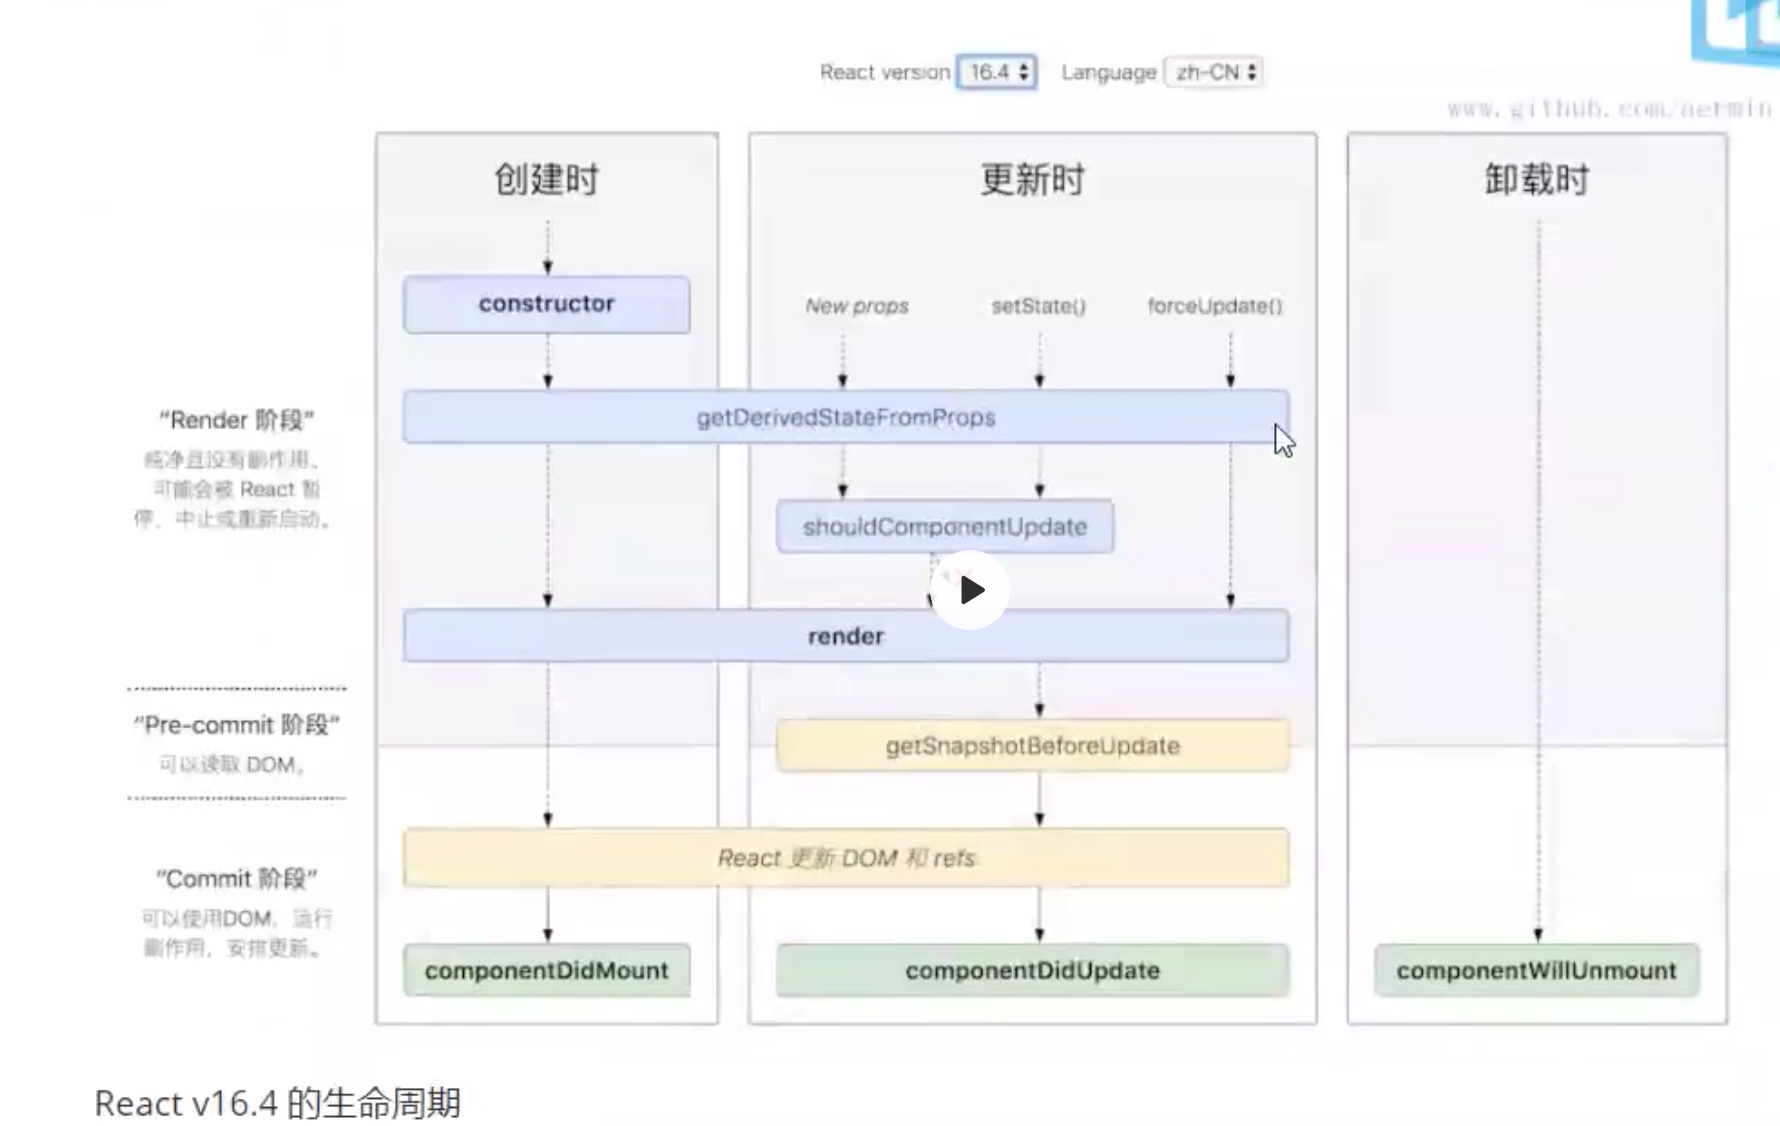 React version 16.4 Language zh-CN
www.github.com/aermin
创建时
更新时
卸载时
constructor
New props
setState()
forceUpdate()
“Render 阶段”
纯净且没有副作用。
可能会被 React 暂
停，中止或重新启动。
getDerivedStateFromProps
shouldComponentUpdate
render
“Pre-commit 阶段”
可以读取 DOM。
getSnapshotBeforeUpdate
React 更新 DOM 和 refs
“Commit 阶段”
可以使用DOM，运行
副作用，安排更新。
componentDidMount
componentDidUpdate
componentWillUnmount
React v16.4 的生命周期